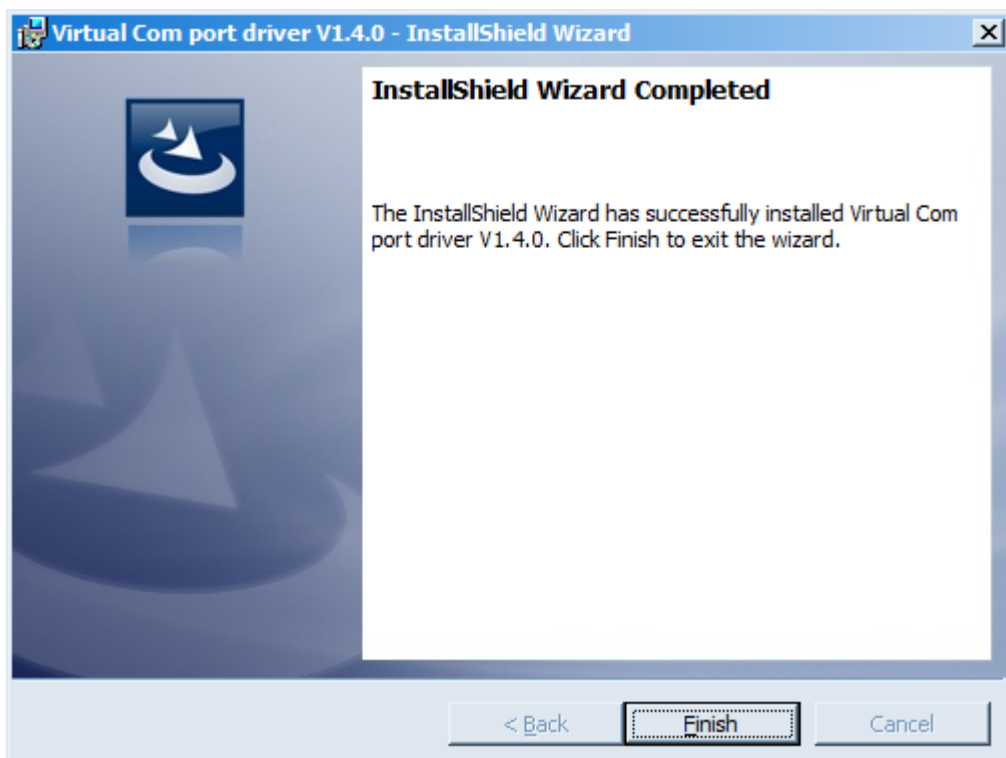 Virtual Com port driver V1.4.0 - InstallShield Wizard
InstallShield Wizard Completed
The InstallShield Wizard has successfully installed Virtual Com
port driver V1.4.0. Click Finish to exit the wizard.
< Back
Finish
Cancel